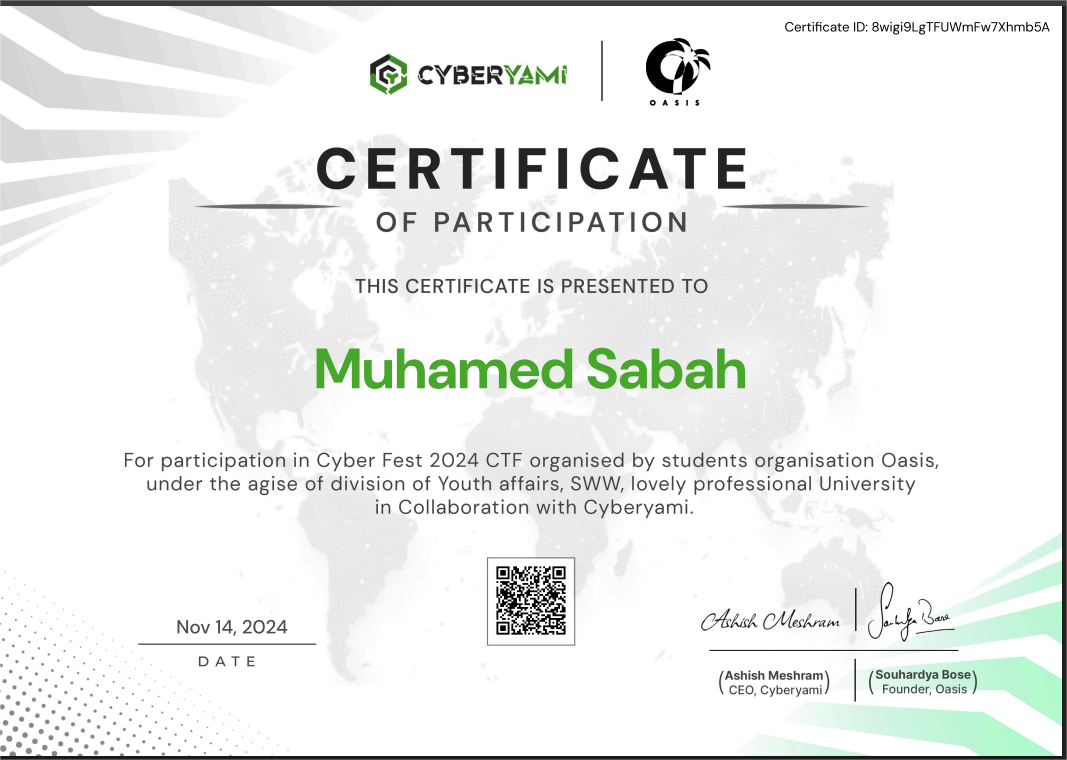 Certificate ID: 8wigi9LgTFUWmFw7Xhmb5A
CYBERYAMI
OASIS
CERTIFICATE
OF PARTICIPATION
THIS CERTIFICATE IS PRESENTED TO
Muhamed Sabah
For participation in Cyber Fest 2024 CTF organised by students organisation Oasis,
under the agise of division of Youth affairs, SWW, lovely professional University
in Collaboration with Cyberyami.
Nov 14, 2024
DATE
Ashish Meshram
Souhardya Bose
(Ashish Meshram)
CEO, Cyberyami
(Souhardya Bose)
Founder, Oasis